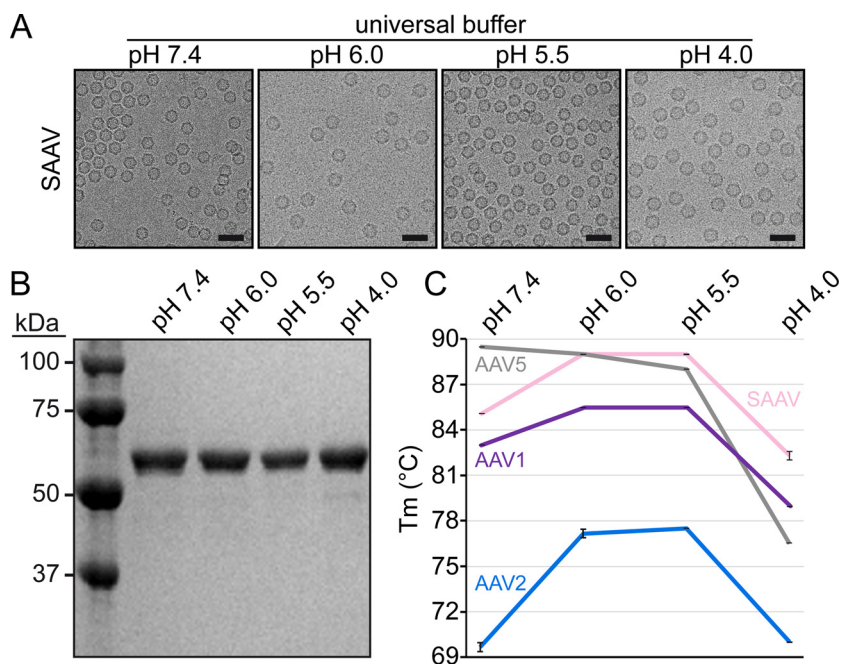 A
universal buffer
pH 7.4 pH 6.0 pH 5.5 pH 4.0
SAAV
B
kDa
pH 7.4 pH 6.0 pH 5.5 pH 4.0
100
75
50
37
C
pH 7.4 pH 6.0 pH 5.5 pH 4.0
Tm (°C)
90
87
84
81
78
75
72
69
AAV5
SAAV
AAV1
AAV2